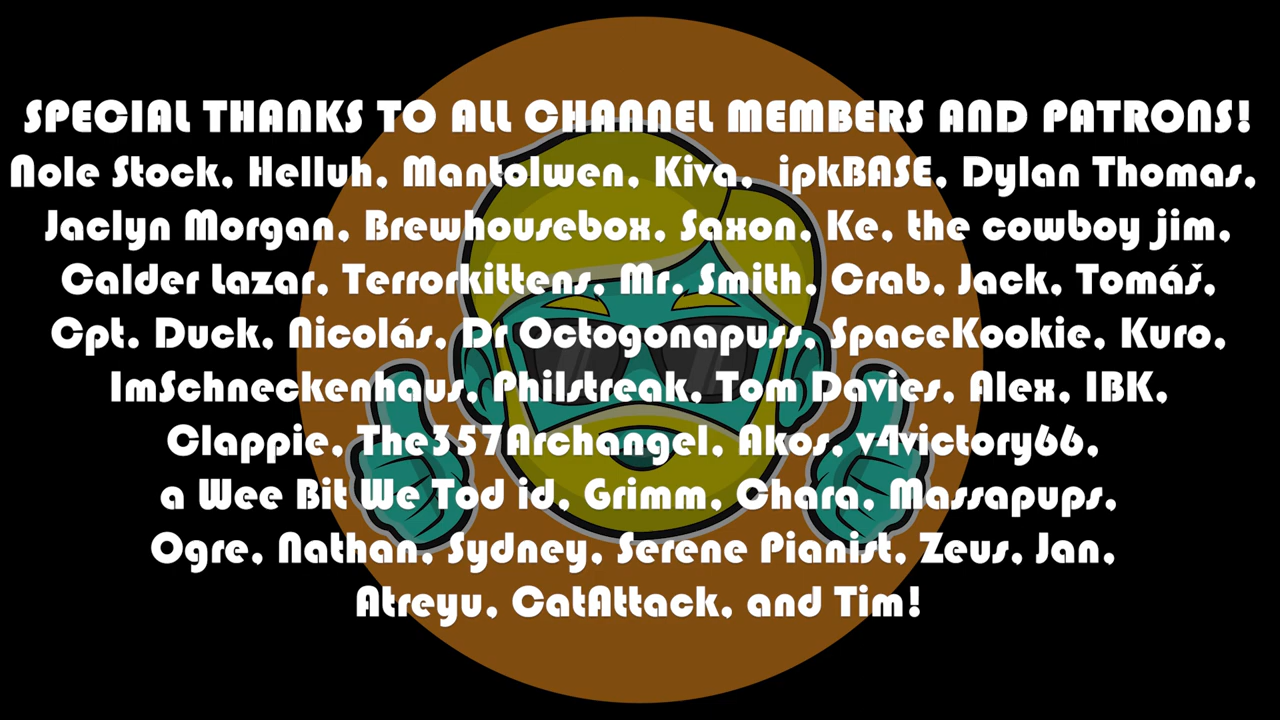 SPECIAL THANKS TO ALL CHANNEL MEMBERS AND PATRONS!
Nole Stock, Helluh, Mantolwen, Kiva, ipkBASE, Dylan Thomas,
Jaclyn Morgan, Brewhousebox, Saxon, Ke, the cowboy jim,
Calder Lazar, Terrorkittens, Mr. Smith, Crab, Jack, Tomáš,
Cpt. Duck, Nicolás, Dr Octogonapuss, SpaceKookie, Kuro,
ImSchneckenhaus, Philstreak, Tom Davies, Alex, IBK,
Clappie, The357Archangel, Akos, v4victory66,
a Wee Bit We Tod id, Grimm, Chara, Massapups,
Ogre, Nathan, Sydney, Serene Pianist, Zeus, Jan,
Atreyu, CatAttack, and Tim!